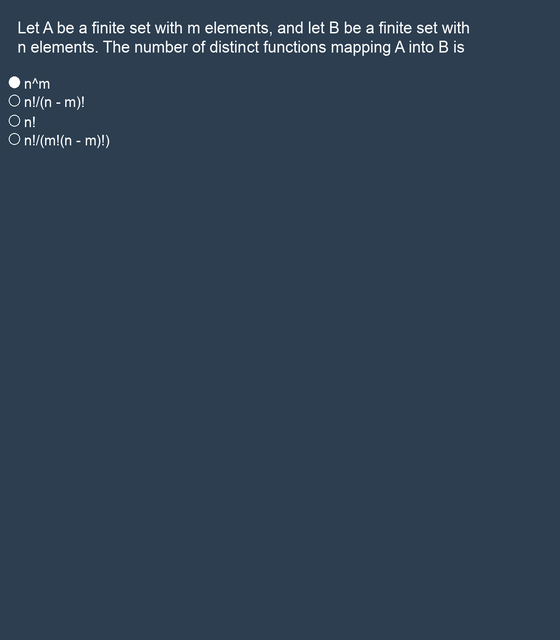 Let A be a finite set with m elements, and let B be a finite set with
n elements. The number of distinct functions mapping A into B is
n^m
n!/(n - m)!
n!
n!/(m!(n - m)!)